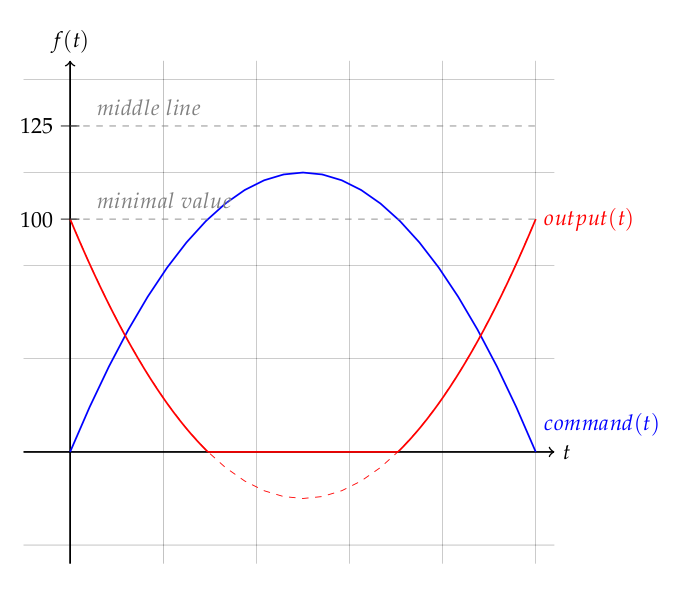 f(t)
middle line
125
minimal value
100
output(t)
command(t)
t